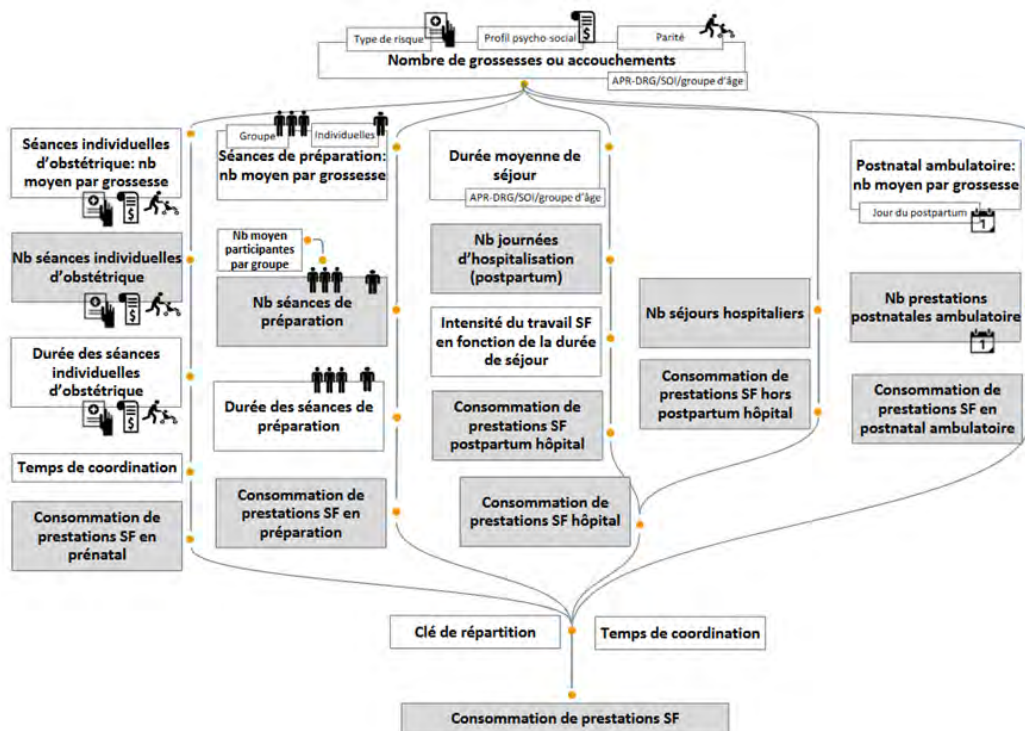 Type de risque
Profil psycho-social
Parité
Nombre de grossesses ou accouchements
APR-DRG/SOI/groupe d'âge
Séances individuelles
d'obstétrique: nb
moyen par grossesse
Nb séances individuelles
d'obstétrique
Durée des séances
individuelles
d'obstétrique
Temps de coordination
Consommation de
prestations SF en
prénatal
Groupe
Individuelles
Séances de préparation:
nb moyen par grossesse
Nb moyen
participantes
par groupe
Nb séances de
préparation
Durée des séances de
préparation
Consommation de
prestations SF en
préparation
Durée moyenne de
séjour
APR-DRG/SOI/groupe d'âge
Nb journées
d'hospitalisation
(postpartum)
Intensité du travail SF
en fonction de la durée
de séjour
Consommation de
prestations SF
postpartum hôpital
Consommation de
prestations SF hôpital
Nb séjours hospitaliers
Consommation de
prestations SF hors
postpartum hôpital
Postnatal ambulatoire:
nb moyen par grossesse
Jour du postpartum
1
Nb prestations
postnatales ambulatoire
1
Consommation de
prestations SF en
postnatal ambulatoire
Clé de répartition
Temps de coordination
Consommation de prestations SF